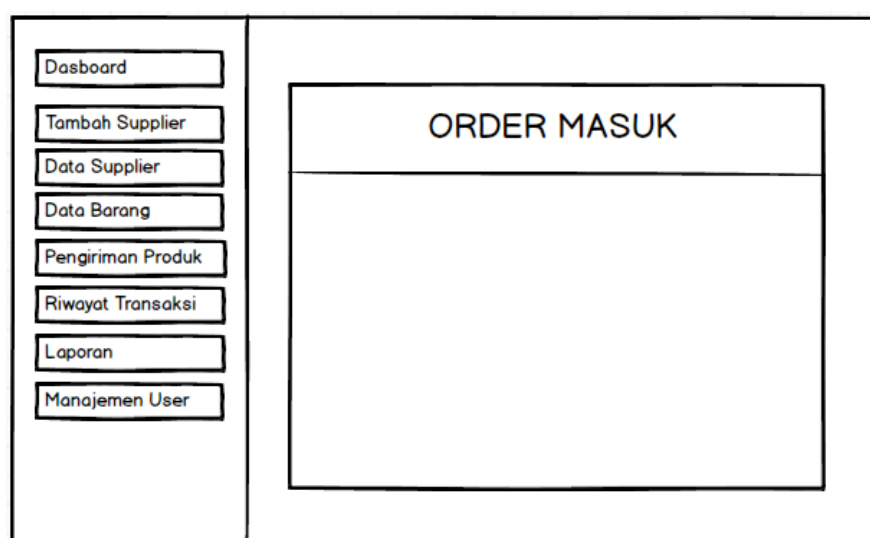 Dasboard
Tambah Supplier
Data Supplier
Data Barang
Pengiriman Produk
Riwayat Transaksi
Laporan
Manajemen User
ORDER MASUK